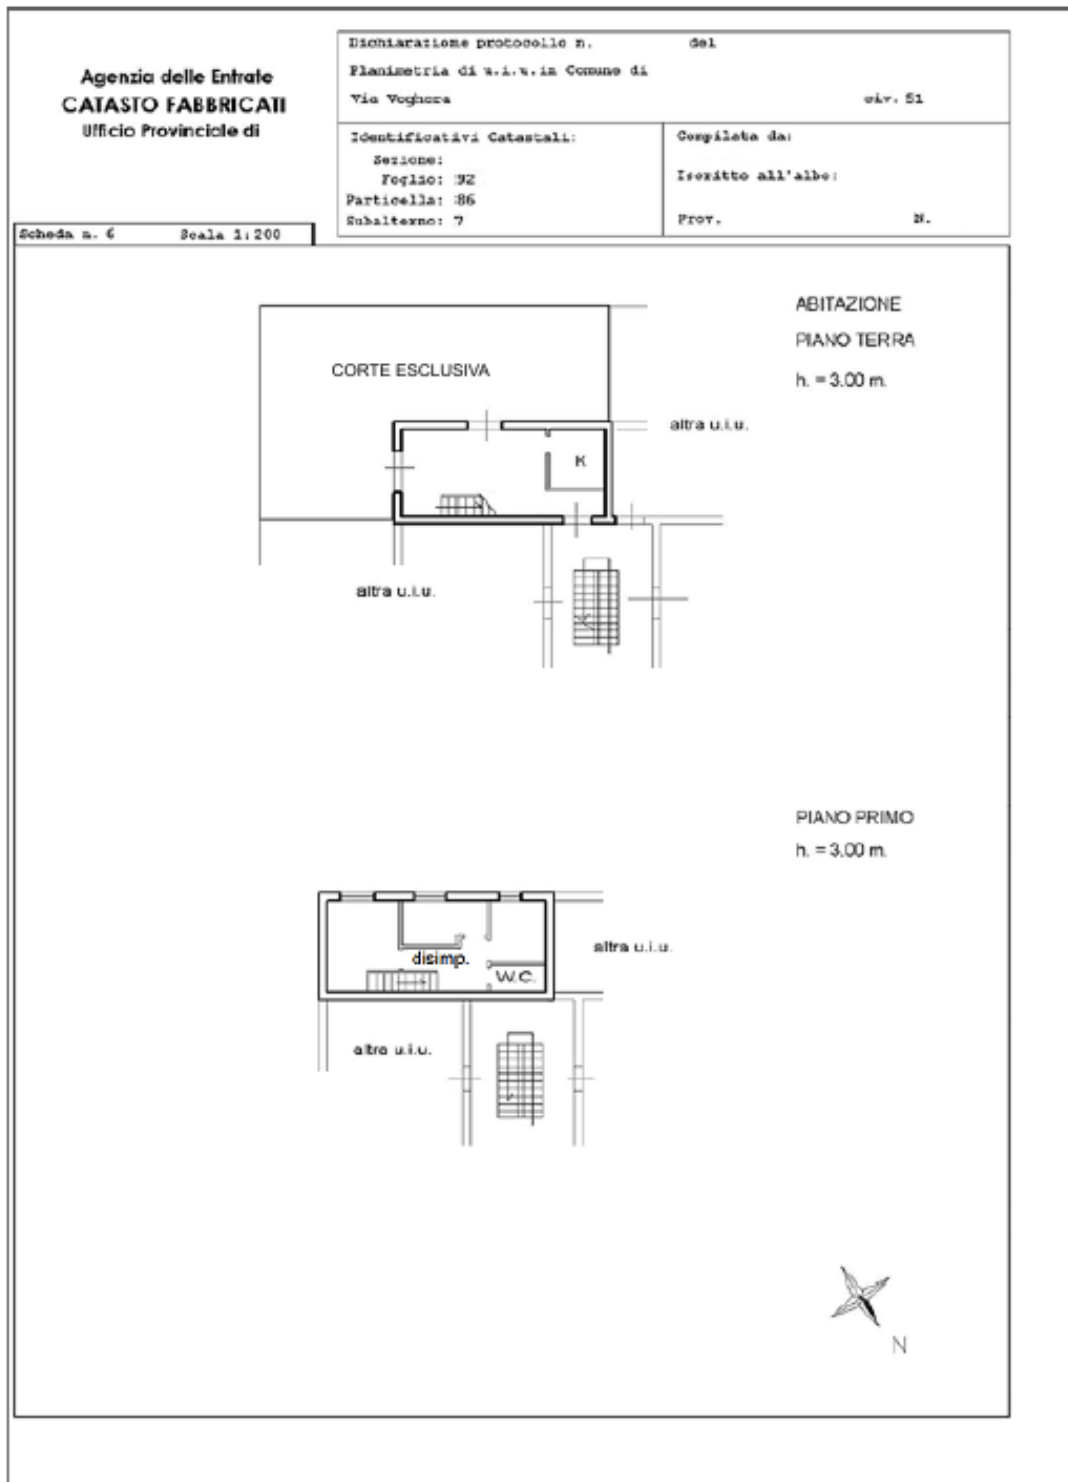 Agenzia delle Entrate
CATASTO FABBRICATI
Ufficio Provinciale di
Dichiarazione protocollo n. del
Planimetria di u.i.u.in Comune di
Via Voghera civ. 51
Identificativi Catastali:
Sezione:
Foglio: 92
Particella: 86
Subalterno: 7
Compilata da:
Iscritto all'albo:
Prov. N.
Scheda n. 6 Scala 1:200
ABITAZIONE
PIANO TERRA
h. = 3.00 m.
CORTE ESCLUSIVA
altra u.i.u.
K
altra u.i.u.
PIANO PRIMO
h. = 3.00 m.
altra u.i.u.
disimp.
W.C.
altra u.i.u.
N